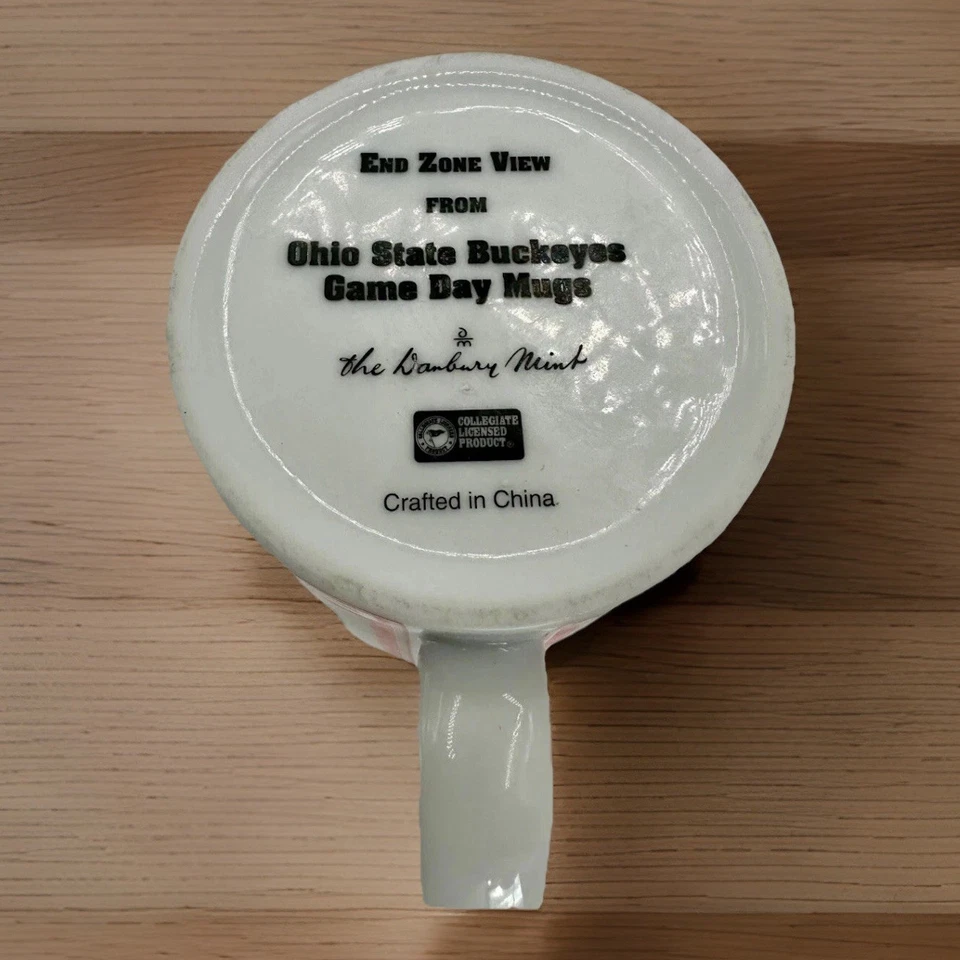 END ZONE VIEW
FROM
Ohio State Buckeyes
Game Day Mugs
DM
the Danbury Mint
COLLEGIATE
LICENSED
PRODUCT®
Crafted in China